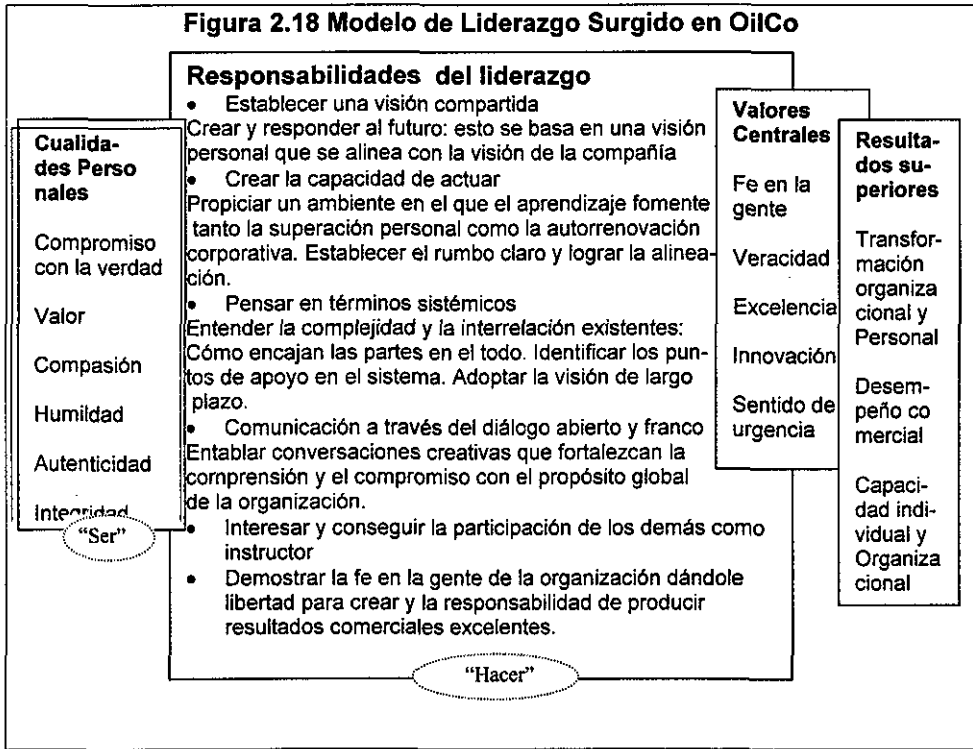 Figura 2.18 Modelo de Liderazgo Surgido en OilCo
Cualida-
des Perso
nales
Compromiso
con la verdad
Valor
Compasión
Humildad
Autenticidad
Integridad
"Ser"
Responsabilidades del liderazgo
• Establecer una visión compartida
Crear y responder al futuro: esto se basa en una visión
personal que se alinea con la visión de la compañía
• Crear la capacidad de actuar
Propiciar un ambiente en el que el aprendizaje fomente
tanto la superación personal como la autorrenovación
corporativa. Establecer el rumbo claro y lograr la alinea-
ción.
• Pensar en términos sistémicos
Entender la complejidad y la interrelación existentes:
Cómo encajan las partes en el todo. Identificar los pun-
tos de apoyo en el sistema. Adoptar la visión de largo
plazo.
• Comunicación a través del diálogo abierto y franco
Entablar conversaciones creativas que fortalezcan la
comprensión y el compromiso con el propósito global
de la organización.
• Interesar y conseguir la participación de los demás como
instructor
• Demostrar la fe en la gente de la organización dándole
libertad para crear y la responsabilidad de producir
resultados comerciales excelentes.
"Hacer"
Valores
Centrales
Fe en la
gente
Veracidad
Excelencia
Innovación
Sentido de
urgencia
Resulta-
dos su-
periores
Transfor-
mación
organiza
cional y
Personal
Desem-
peño co
mercial
Capaci-
dad indi-
vidual y
Organiza
cional